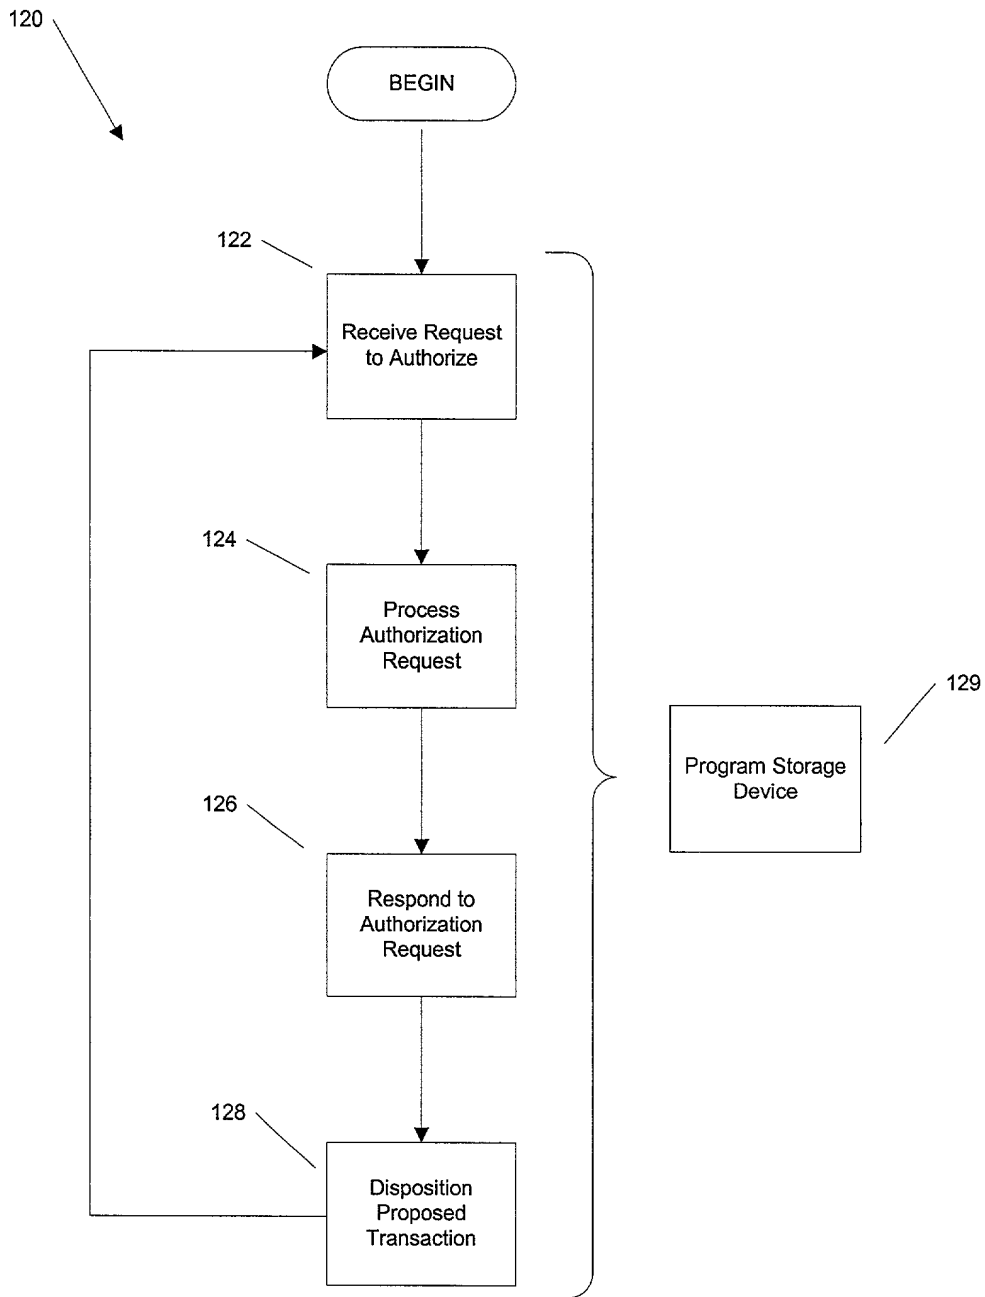 120
BEGIN
122
Receive Request
to Authorize
124
Process
Authorization
Request
129
Program Storage
Device
126
Respond to
Authorization
Request
128
Disposition
Proposed
Transaction